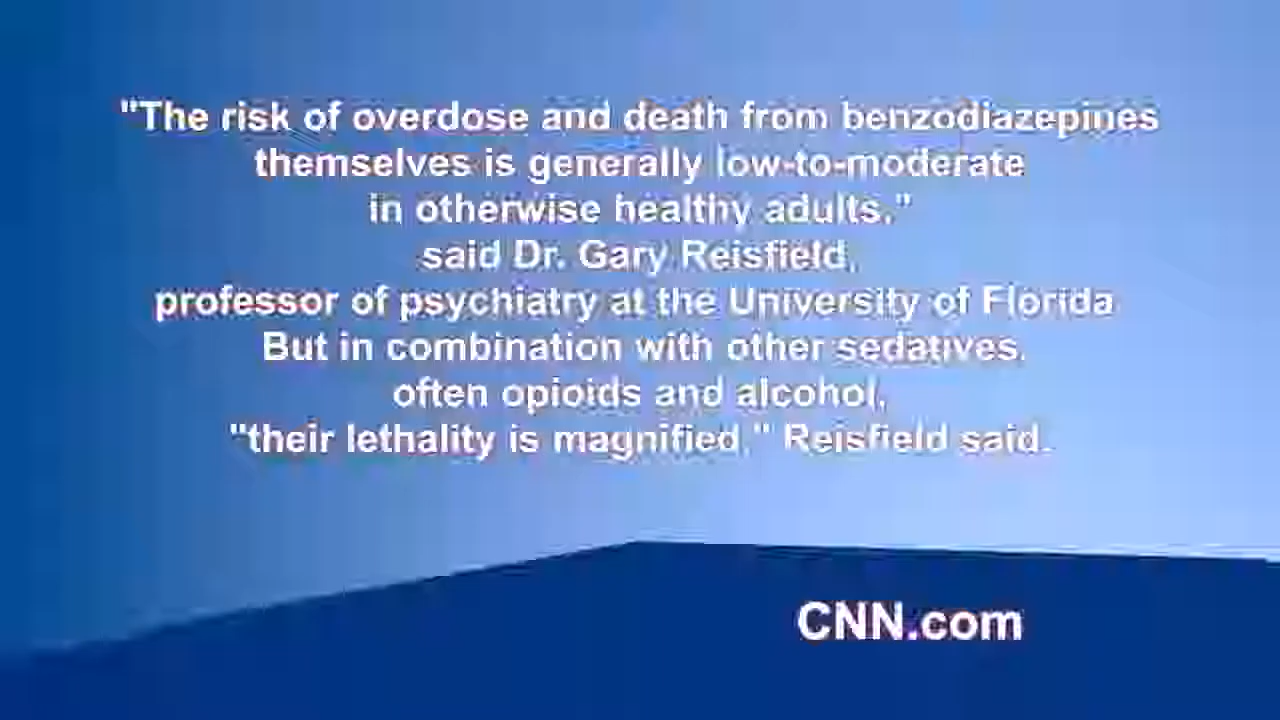 "The risk of overdose and death from benzodiazepines
themselves is generally low-to-moderate
in otherwise healthy adults."
said Dr. Gary Reisfield,
professor of psychiatry at the University of Florida
But in combination with other sedatives,
often opioids and alcohol,
"their lethality is magnified," Reisfield said.
CNN.com